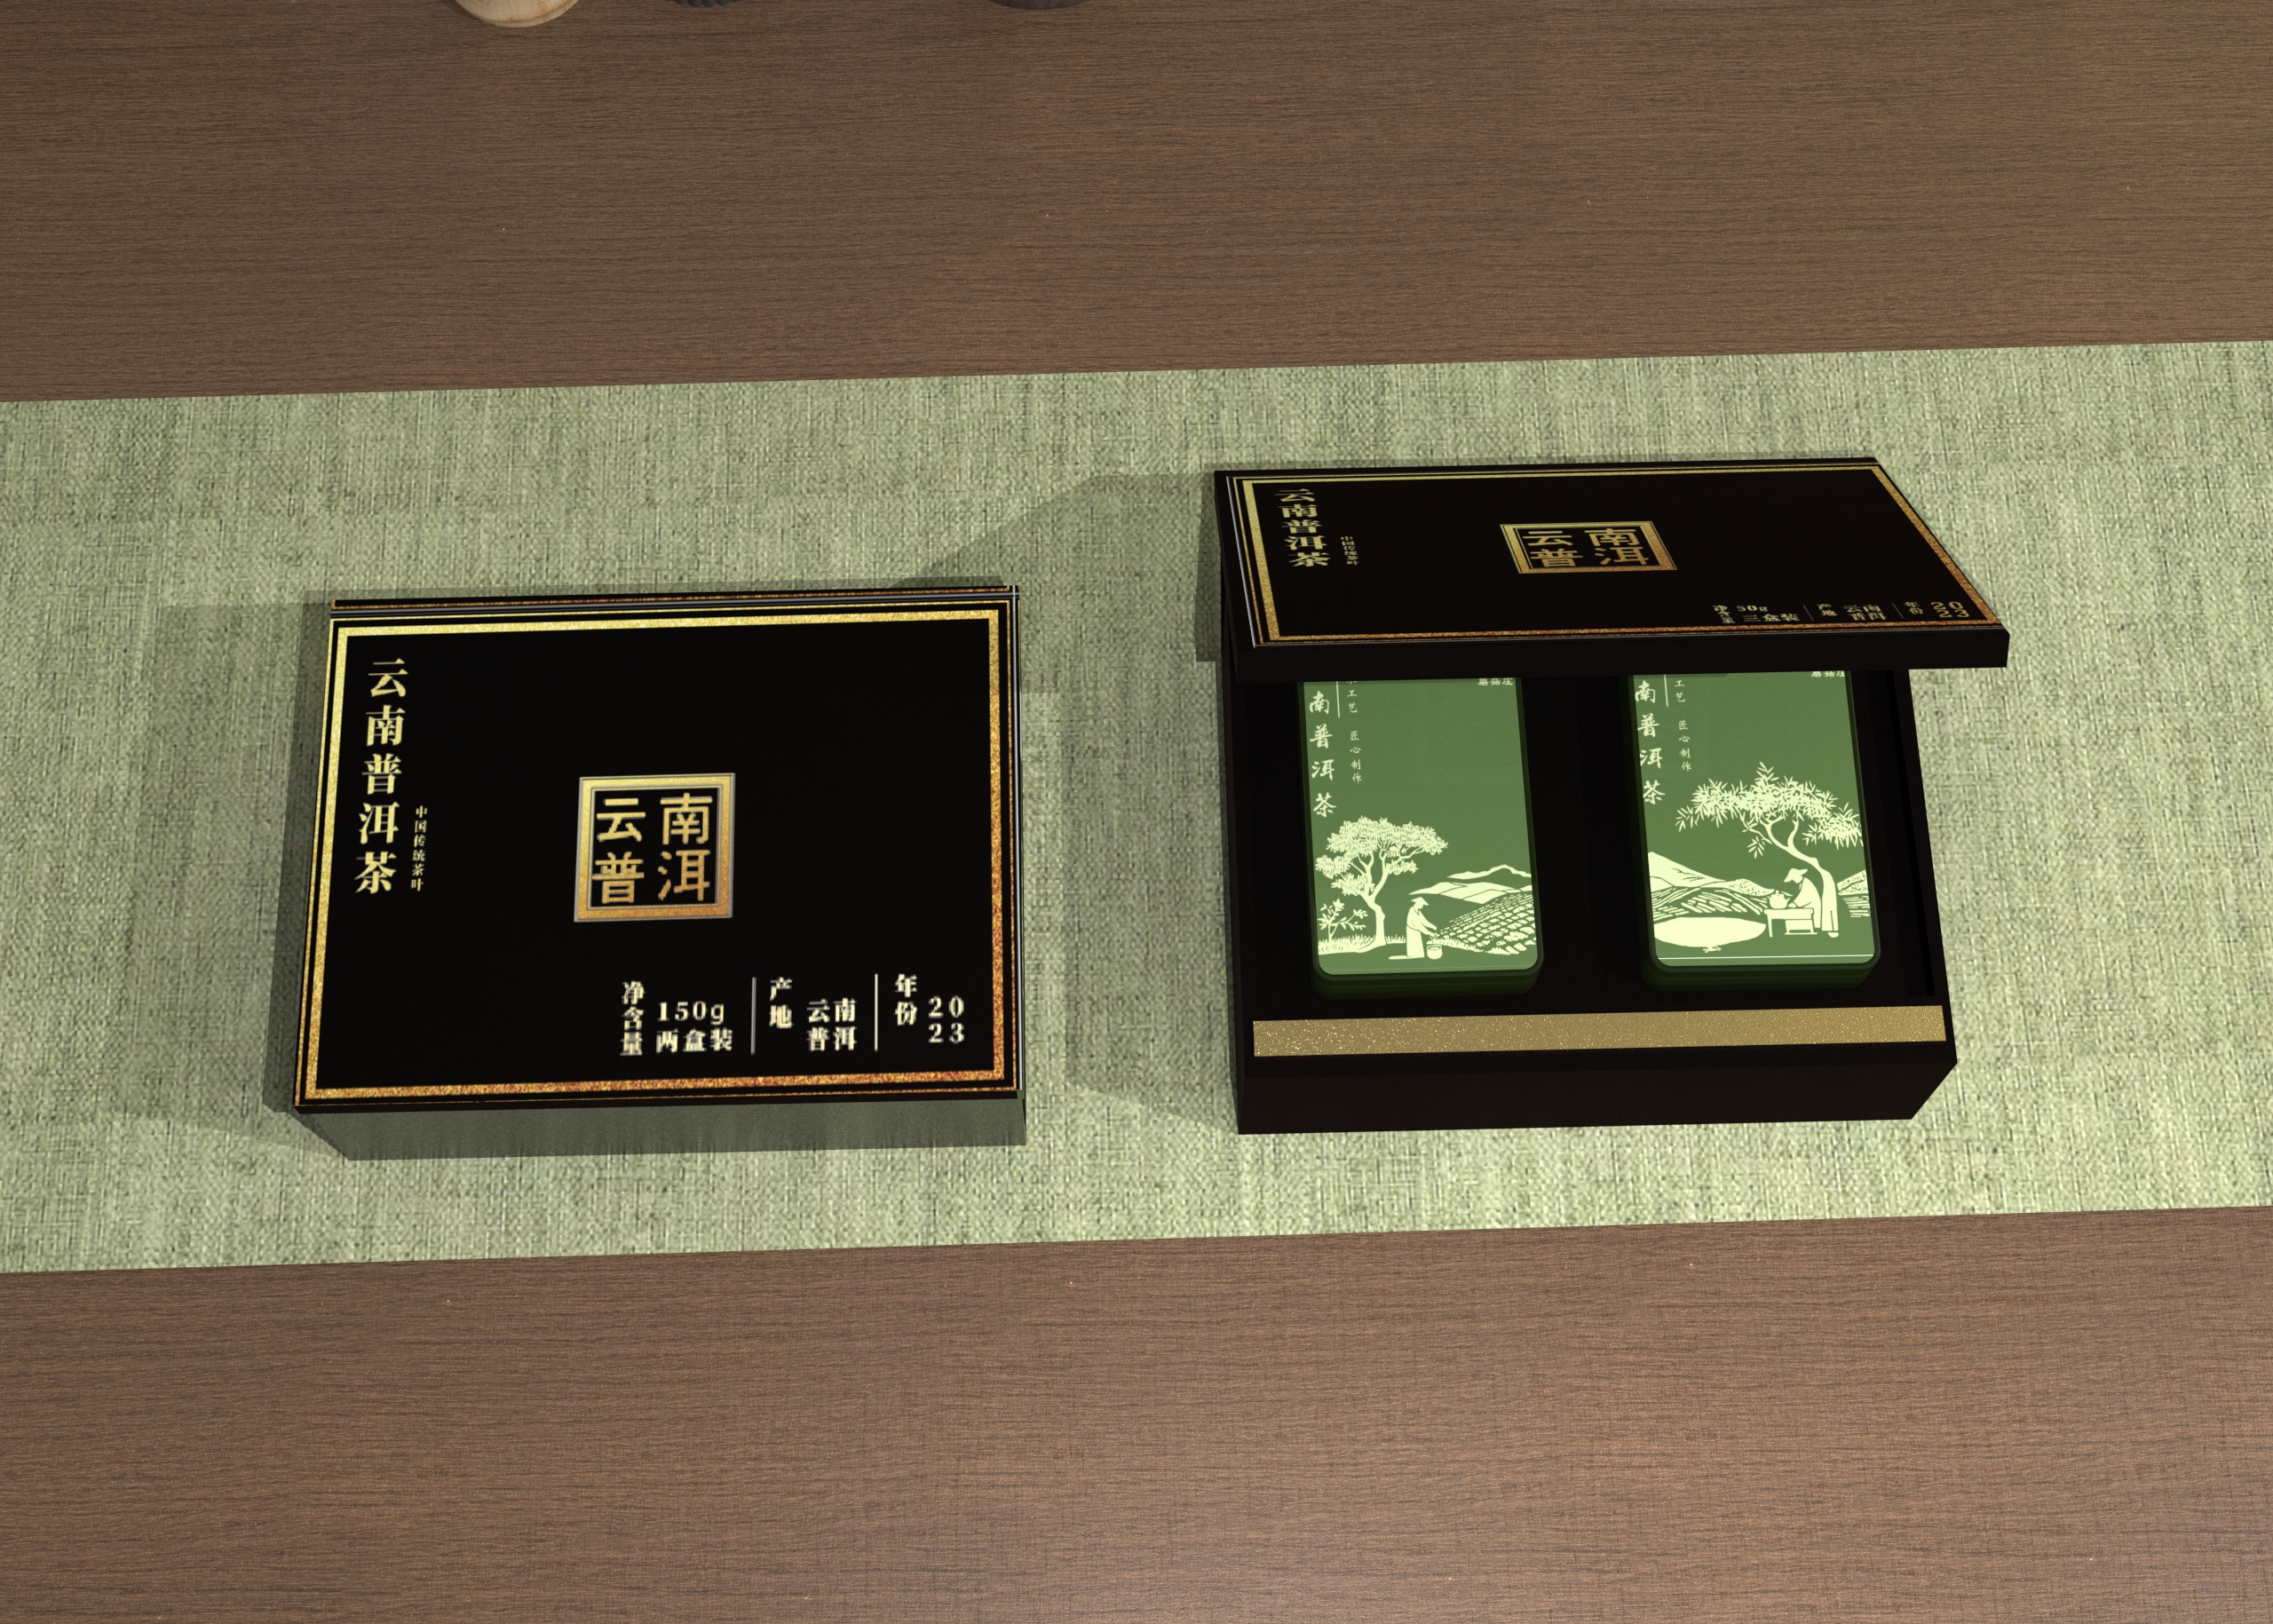 云南普洱茶
中国传统茶叶
云南
普洱
净含量
150g
两盒装
产地
云南
普洱
年份
20
23
云南普洱茶
中国传统茶叶
云南
普洱
净含量
50g
三盒装
产地
云南
普洱
年份
20
23
南普洱茶
工艺 匠心制作
南普洱茶
工艺 匠心制作